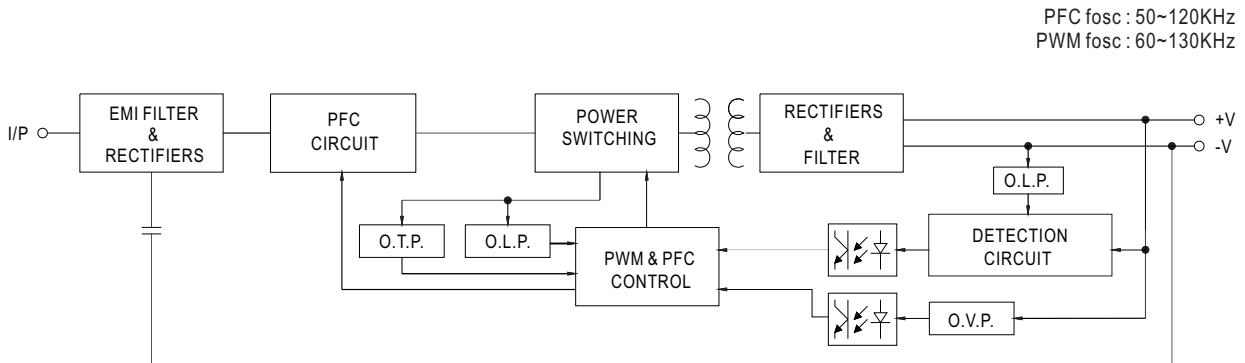 PFC fosc : 50~120KHz
PWM fosc : 60~130KHz
I/P
EMI FILTER
&
RECTIFIERS
PFC
CIRCUIT
POWER
SWITCHING
RECTIFIERS
&
FILTER
+V
-V
O.L.P.
O.T.P.
O.L.P.
PWM & PFC
CONTROL
DETECTION
CIRCUIT
O.V.P.